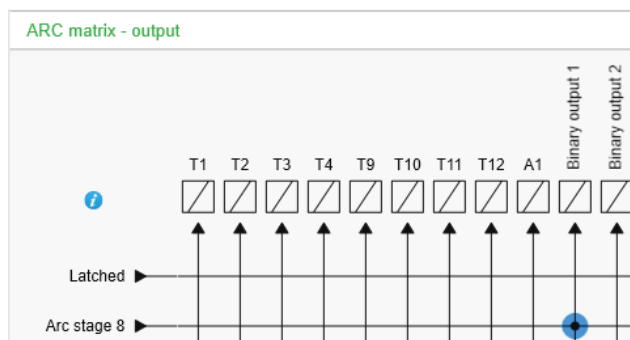 ARC matrix - output
Binary output 1
Binary output 2
T1 T2 T3 T4 T9 T10 T11 T12 A1
i
Latched
Arc stage 8